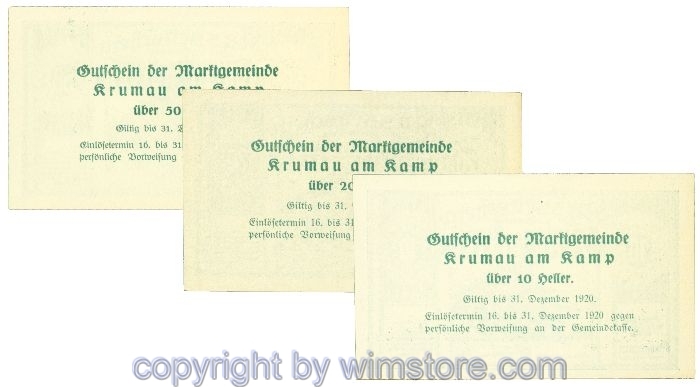 Gutschein der Marktgemeinde
Krumau am Kamp
über 50
Giltig bis 31.
Einlösetermin 16. bis 31.
persönliche Vorweisung
Gutschein der Marktgemeinde
Krumau am Kamp
über 20
Giltig bis 31.
Einlösetermin 16. bis 31.
persönliche Vorweisung
Gutschein der Marktgemeinde
Krumau am Kamp
über 10 Heller.
Giltig bis 31. Dezember 1920.
Einlösetermin 16. bis 31. Dezember 1920 gegen
persönliche Vorweisung an der Gemeindekasse.
copyright by wimstore.com